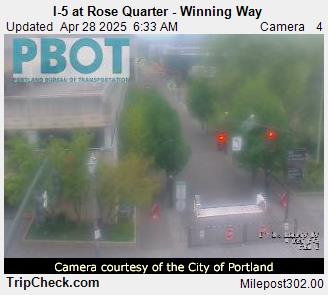 I-5 at Rose Quarter - Winning Way
Updated Apr 28 2025 6:33 AM Camera 4
PBOT
PORTLAND BUREAU OF TRANSPORTATION
Camera courtesy of the City of Portland
TripCheck.com Milepost302.00